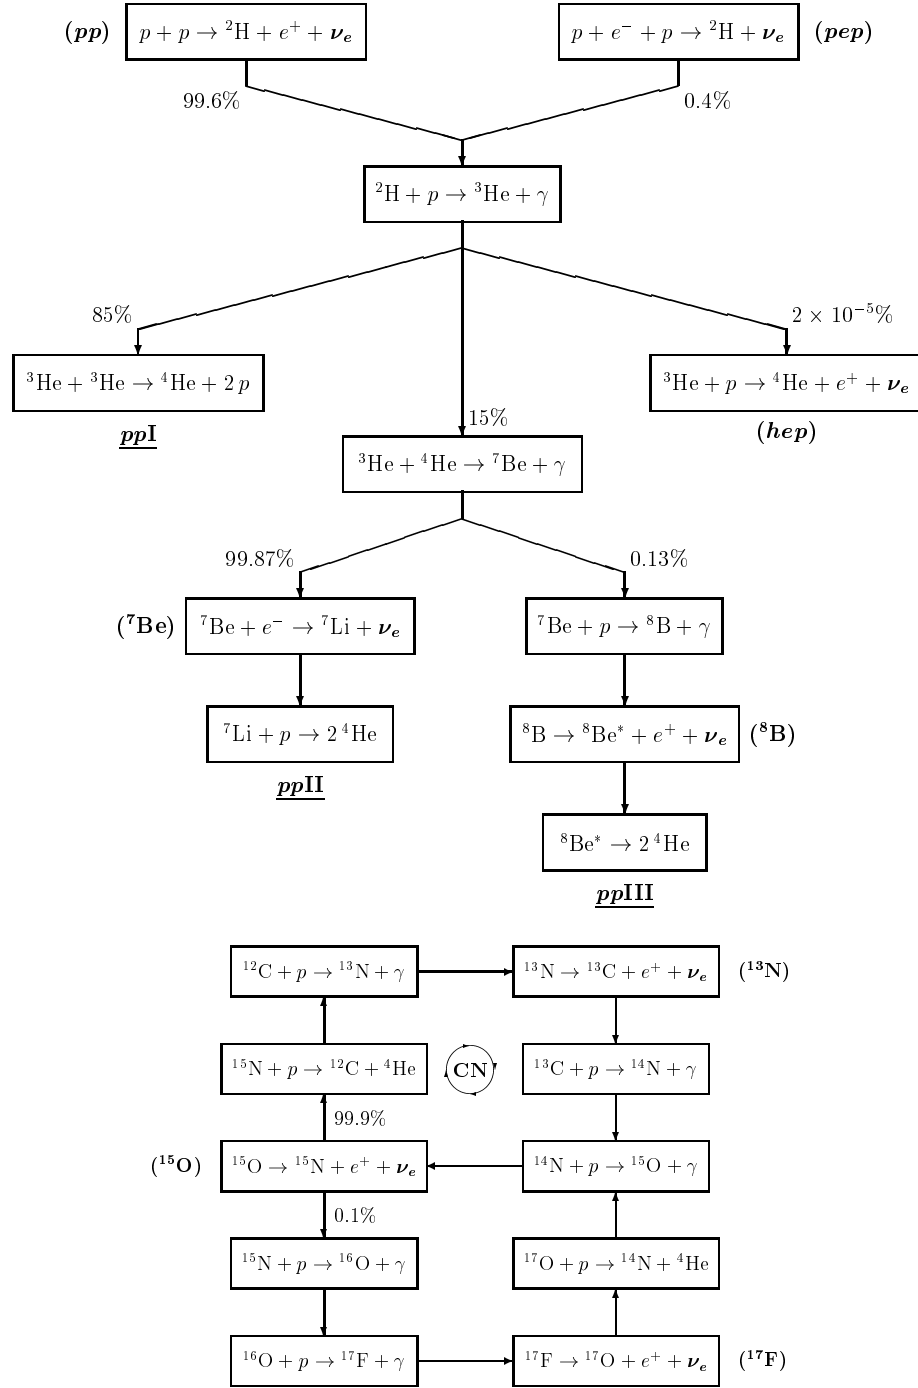 (pp) p + p → ²H + e⁺ + νₑ p + e⁻ + p → ²H + νₑ (pep)
99.6% 0.4%
²H + p → ³He + γ
85% 2 × 10⁻⁵%
³He + ³He → ⁴He + 2 p ³He + p → ⁴He + e⁺ + νₑ
15%
ppI (hep)
³He + ⁴He → ⁷Be + γ
99.87% 0.13%
(⁷Be) ⁷Be + e⁻ → ⁷Li + νₑ ⁷Be + p → ⁸B + γ
⁷Li + p → 2 ⁴He ⁸B → ⁸Be* + e⁺ + νₑ (⁸B)
ppII
⁸Be* → 2 ⁴He
ppIII
¹²C + p → ¹³N + γ ¹³N → ¹³C + e⁺ + νₑ (¹³N)
¹⁵N + p → ¹²C + ⁴He CN ¹³C + p → ¹⁴N + γ
99.9%
(¹⁵O) ¹⁵O → ¹⁵N + e⁺ + νₑ ¹⁴N + p → ¹⁵O + γ
0.1%
¹⁵N + p → ¹⁶O + γ ¹⁷O + p → ¹⁴N + ⁴He
¹⁶O + p → ¹⁷F + γ ¹⁷F → ¹⁷O + e⁺ + νₑ (¹⁷F)